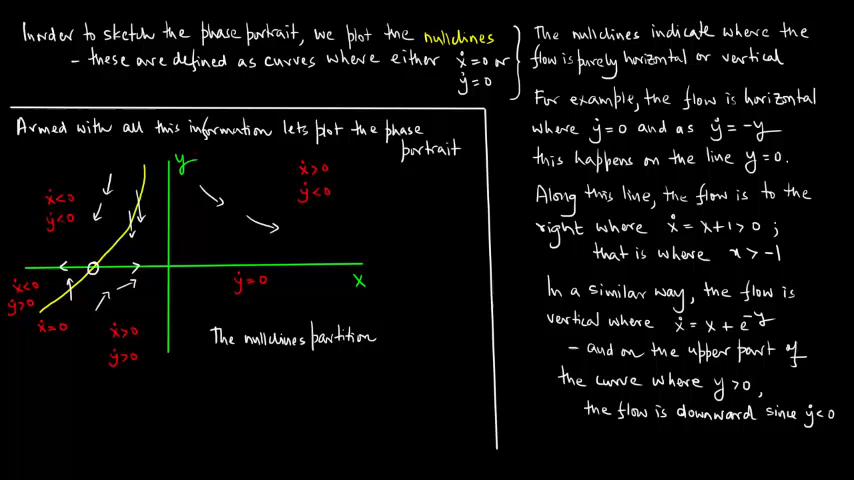 Inorder to sketch the phase portrait, we plot the nullclines
- these are defined as curves where either ẋ=0 or
ẏ=0
Armed with all this information lets plot the phase
portrait
y
ẋ>0
ẏ<0
ẋ<0
ẏ<0
ẋ<0
ẏ>0
ẋ=0
ẏ=0
x
ẋ>0
ẏ>0
The nullclines partition
The nullclines indicate where the
flow is purely horizontal or vertical
For example, the flow is horizontal
where ẏ=0 and as ẏ=-y
this happens on the line y=0.
Along this line, the flow is to the
right where ẋ=x+1>0;
that is where x>-1
In a similar way, the flow is
vertical where ẋ=x+e^-y
- and on the upper part of
the curve where y>0,
the flow is downward since ẏ<0